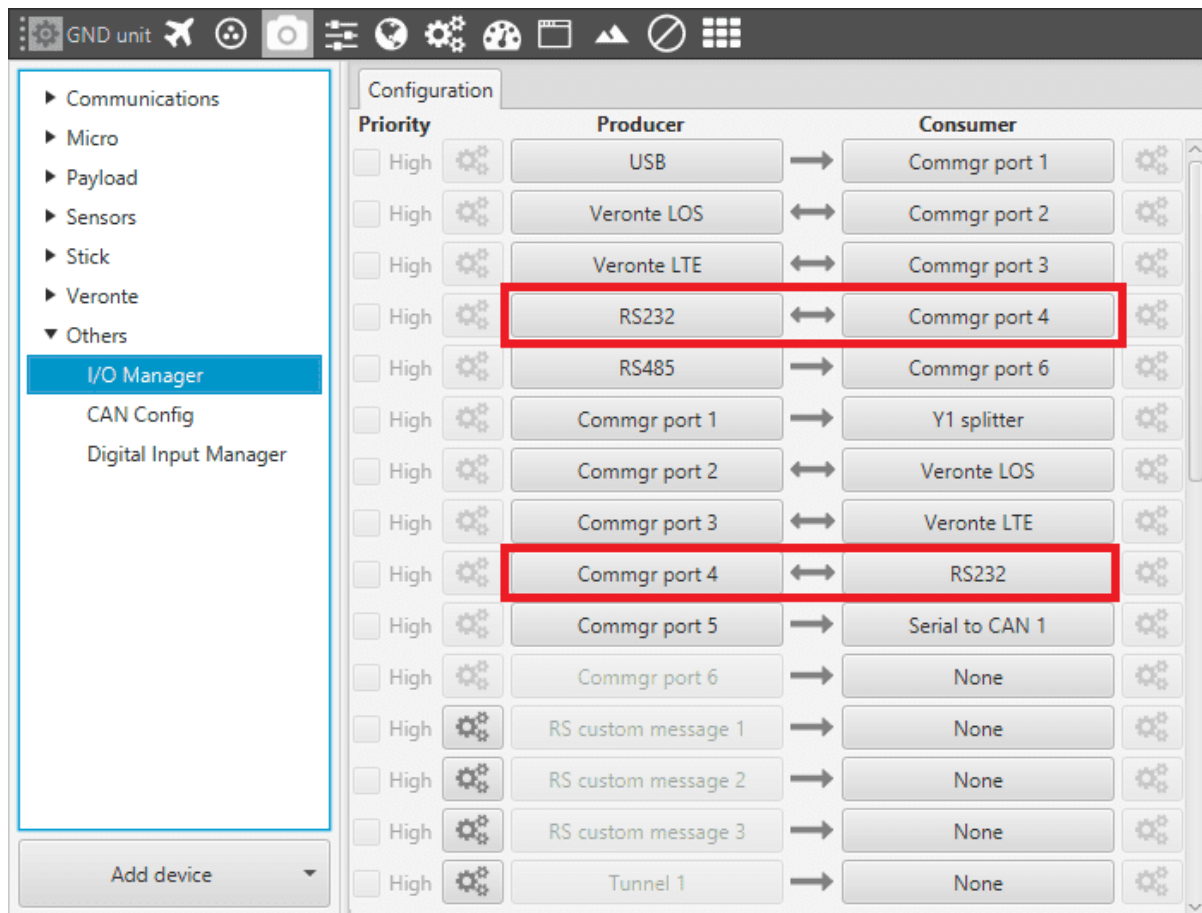 GND unit
Communications
Micro
Payload
Sensors
Stick
Veronte
Others
I/O Manager
CAN Config
Digital Input Manager
Add device
Configuration
Priority Producer Consumer
High USB Commgr port 1
High Veronte LOS Commgr port 2
High Veronte LTE Commgr port 3
High RS232 Commgr port 4
High RS485 Commgr port 6
High Commgr port 1 Y1 splitter
High Commgr port 2 Veronte LOS
High Commgr port 3 Veronte LTE
High Commgr port 4 RS232
High Commgr port 5 Serial to CAN 1
High Commgr port 6 None
High RS custom message 1 None
High RS custom message 2 None
High RS custom message 3 None
High Tunnel 1 None